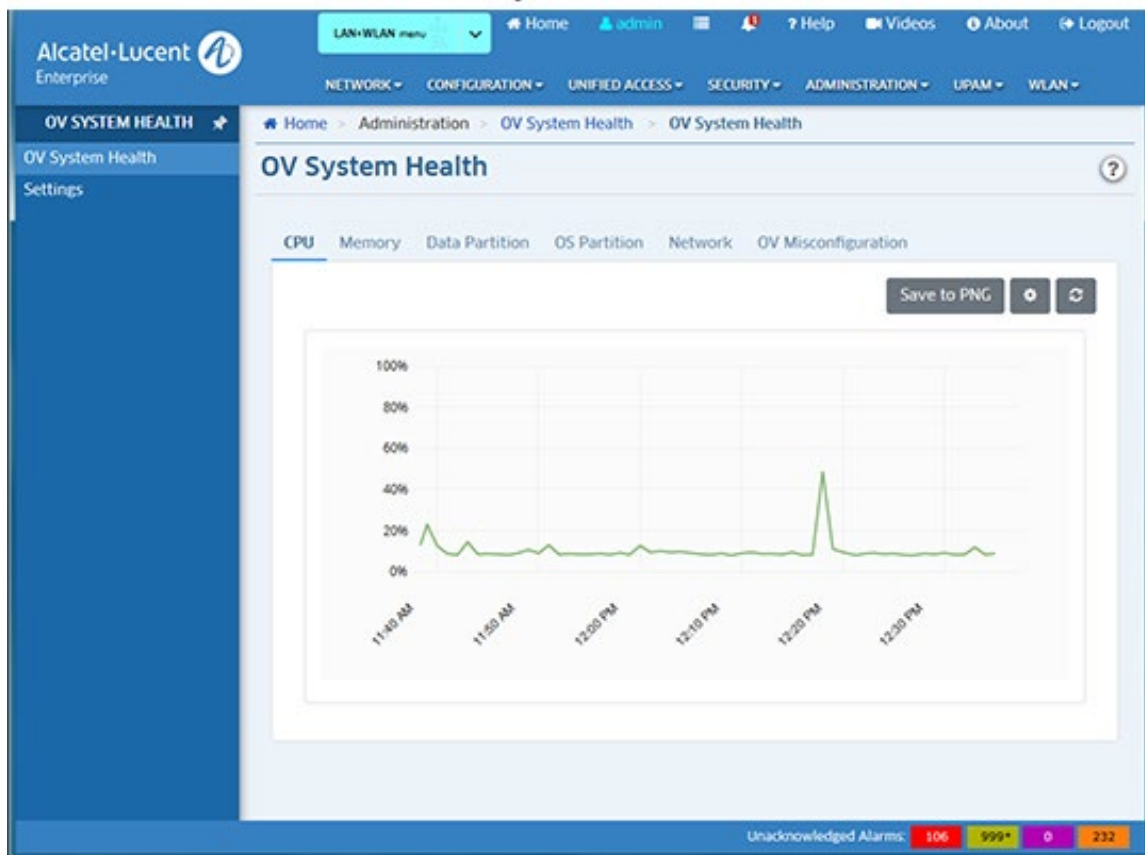 LAN+WLAN menu Home admin ? Help Videos About Logout
Alcatel·Lucent
Enterprise
NETWORK CONFIGURATION UNIFIED ACCESS SECURITY ADMINISTRATION UPAM WLAN
OV SYSTEM HEALTH
Home > Administration > OV System Health > OV System Health
OV System Health
Settings
OV System Health
?
CPU Memory Data Partition OS Partition Network OV Misconfiguration
Save to PNG
100%
80%
60%
40%
20%
0%
11:40 AM 11:50 AM 12:00 PM 12:10 PM 12:20 PM 12:30 PM
Unacknowledged Alarms: 106 999+ 0 232